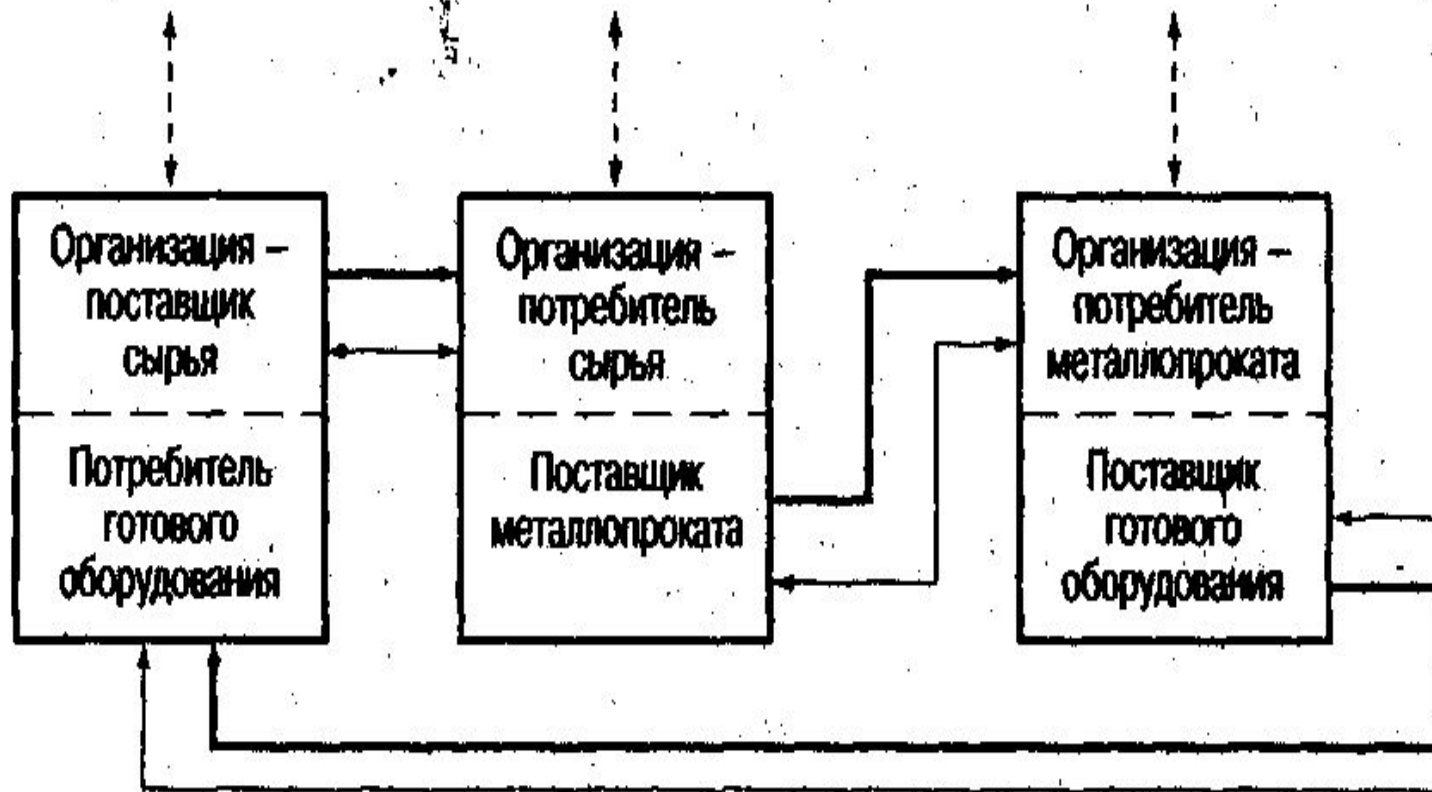 Организация –
поставщик
сырья
Потребитель
готового
оборудования
Организация –
потребитель
сырья
Поставщик
металлопроката
Организация –
потребитель
металлопроката
Поставщик
готового
оборудования